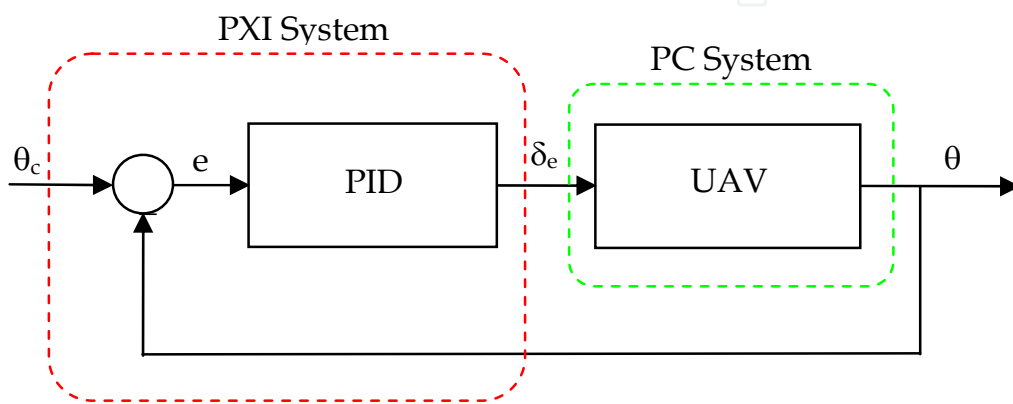 PXI System
PC System
θc
e
PID
δe
UAV
θ